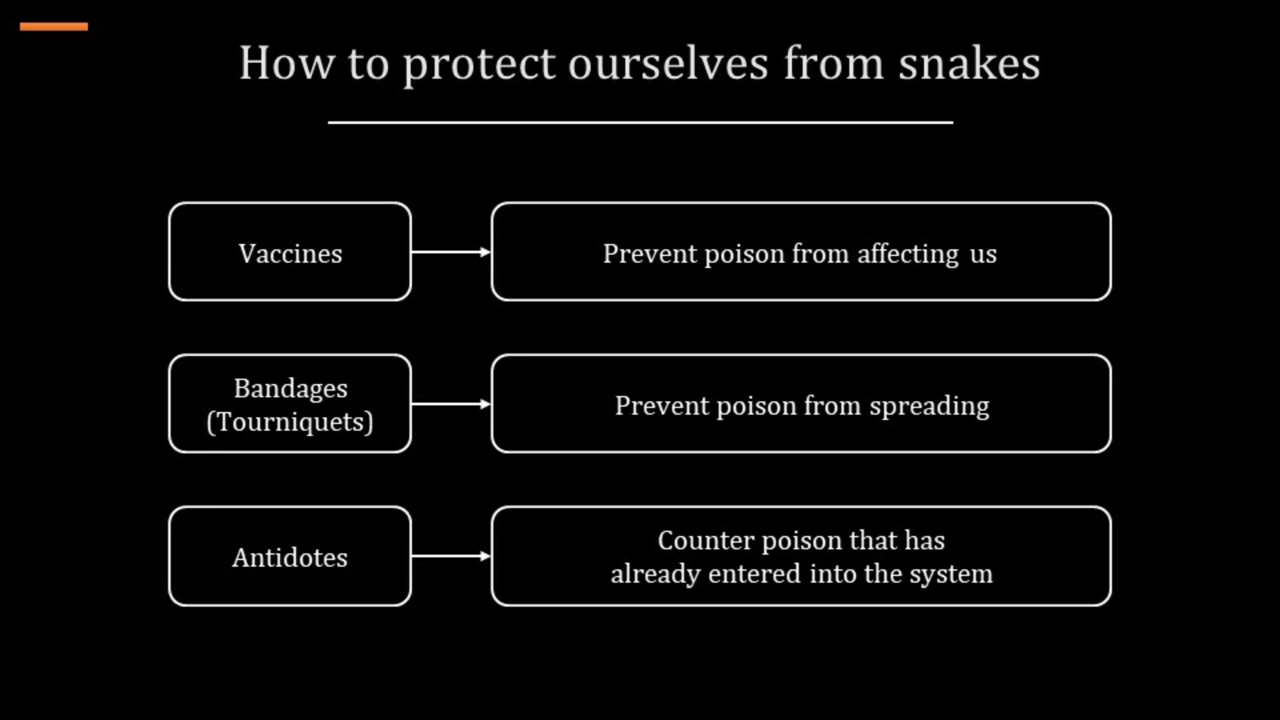 How to protect ourselves from snakes
Vaccines
Prevent poison from affecting us
Bandages
(Tourniquets)
Prevent poison from spreading
Antidotes
Counter poison that has
already entered into the system